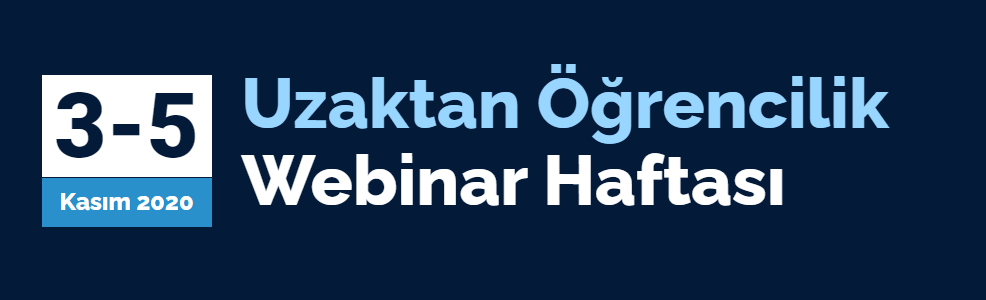 3-5
Kasım 2020
Uzaktan Öğrencilik
Webinar Haftası